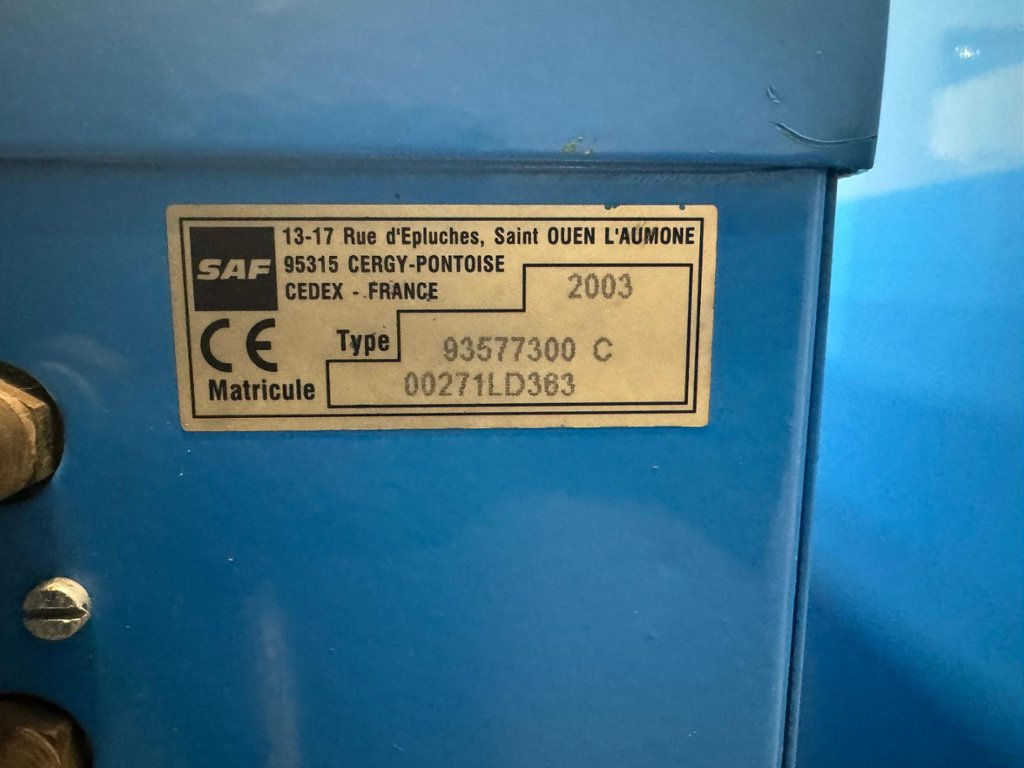 SAF
13-17 Rue d'Epluches, Saint OUEN L'AUMONE
95315 CERGY-PONTOISE
CEDEX - FRANCE
2003
CE
Type 93577300 C
Matricule 00271LD363